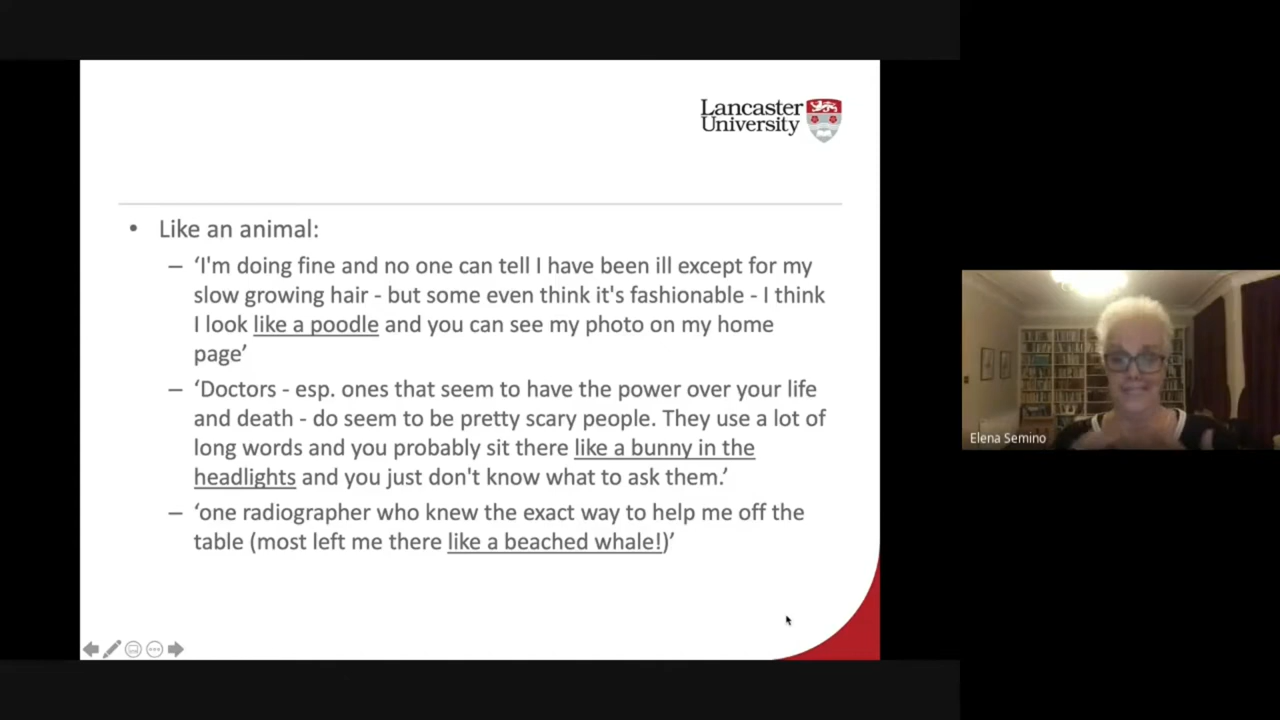 Lancaster
University
• Like an animal:
– ‘I'm doing fine and no one can tell I have been ill except for my
slow growing hair - but some even think it's fashionable - I think
I look like a poodle and you can see my photo on my home
page’
– ‘Doctors - esp. ones that seem to have the power over your life
and death - do seem to be pretty scary people. They use a lot of
long words and you probably sit there like a bunny in the
headlights and you just don't know what to ask them.’
– ‘one radiographer who knew the exact way to help me off the
table (most left me there like a beached whale!)’
Elena Semino